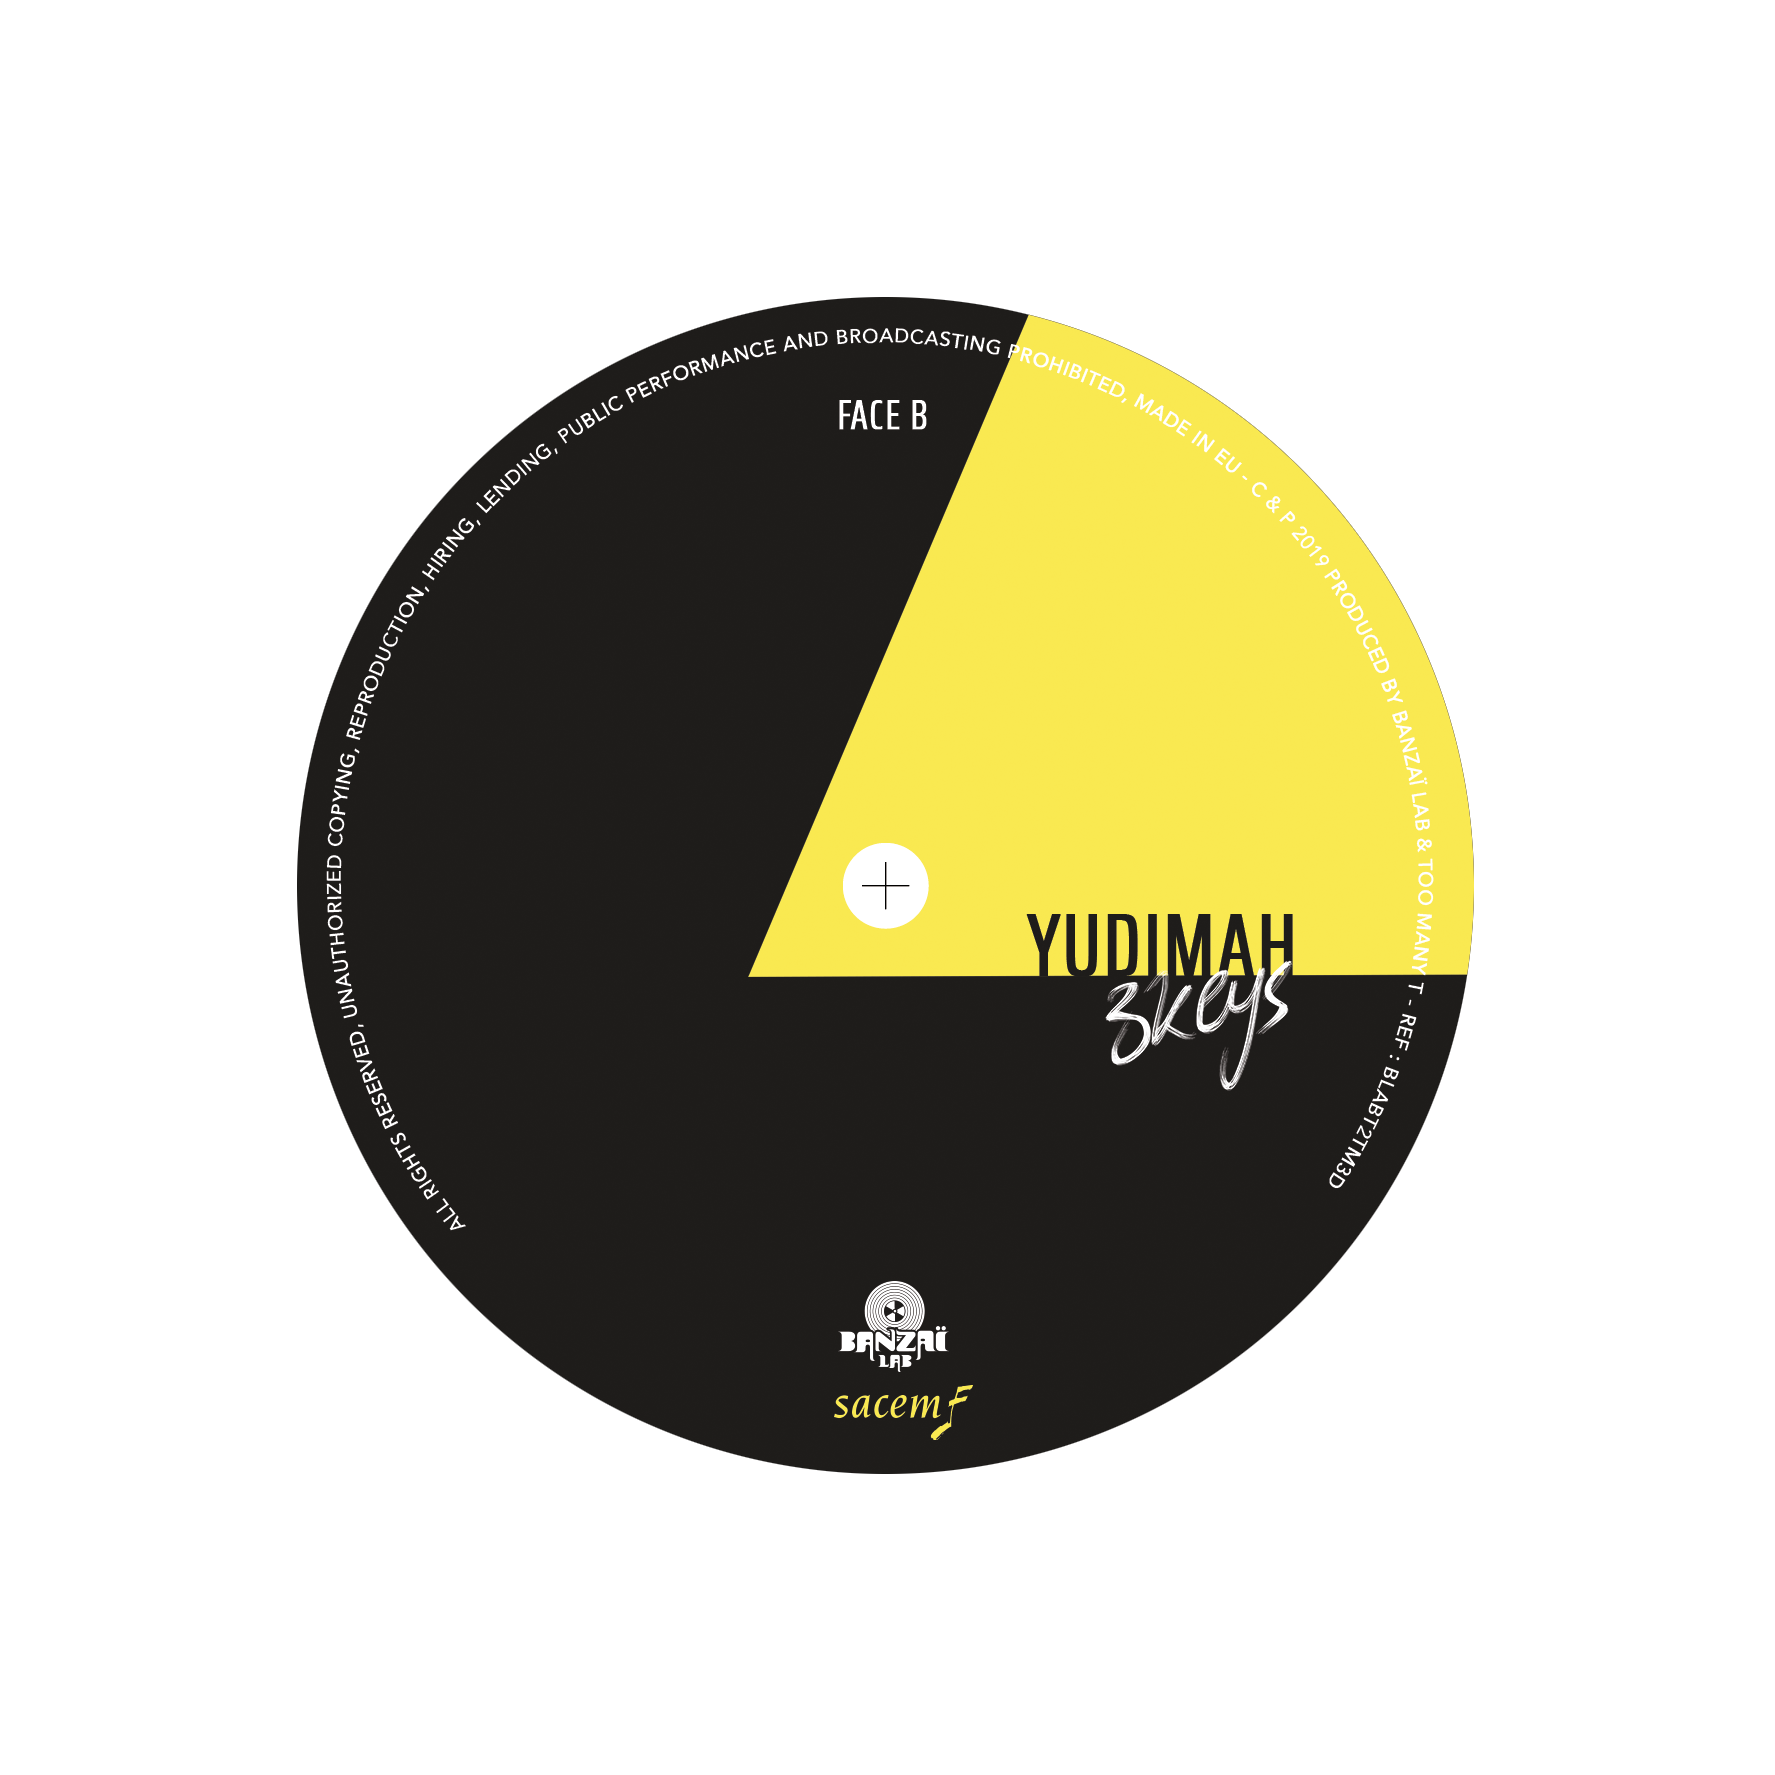 ALL RIGHTS RESERVED, UNAUTHORIZED COPYING, REPRODUCTION, HIRING, LENDING, PUBLIC PERFORMANCE AND BROADCASTING PROHIBITED, MADE IN EU - C & P 2019 PRODUCED BY BANZAÏ LAB & TOO MANY T - REF : BLABT2TM3D
FACE B
YUDIMAH
3keys
BANZAÏ
LAB
sacem